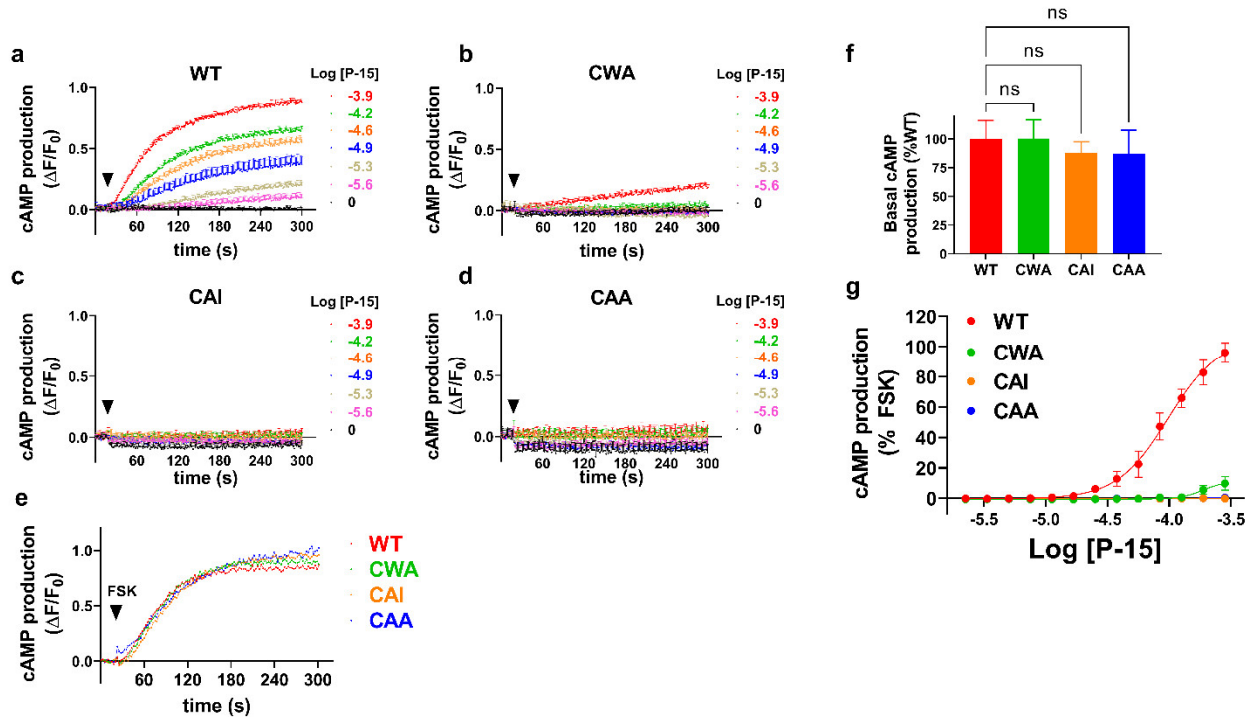 a
WT
Log [P-15]
cAMP production
(ΔF/F₀)
1.0
0.5
0.0
60 120 180 240 300
time (s)
-3.9
-4.2
-4.6
-4.9
-5.3
-5.6
0
b
CWA
Log [P-15]
cAMP production
(ΔF/F₀)
1.0
0.5
0.0
60 120 180 240 300
time (s)
-3.9
-4.2
-4.6
-4.9
-5.3
-5.6
0
c
CAI
Log [P-15]
cAMP production
(ΔF/F₀)
1.0
0.5
0.0
60 120 180 240 300
time (s)
-3.9
-4.2
-4.6
-4.9
-5.3
-5.6
0
d
CAA
Log [P-15]
cAMP production
(ΔF/F₀)
1.0
0.5
0.0
60 120 180 240 300
time (s)
-3.9
-4.2
-4.6
-4.9
-5.3
-5.6
0
e
cAMP production
(ΔF/F₀)
1.0
0.5
0.0
FSK
60 120 180 240 300
time (s)
WT
CWA
CAI
CAA
f
ns
ns
ns
Basal cAMP
production (%WT)
100
75
50
25
0
WT CWA CAI CAA
g
cAMP production
(% FSK)
120
100
80
60
40
20
0
WT
CWA
CAI
CAA
-5.5 -5.0 -4.5 -4.0 -3.5
Log [P-15]